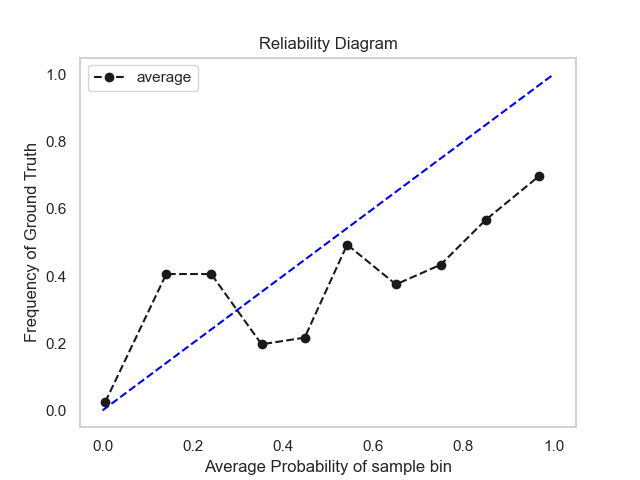 Reliability Diagram
average
Frequency of Ground Truth
1.0
0.8
0.6
0.4
0.2
0.0
0.0 0.2 0.4 0.6 0.8 1.0
Average Probability of sample bin